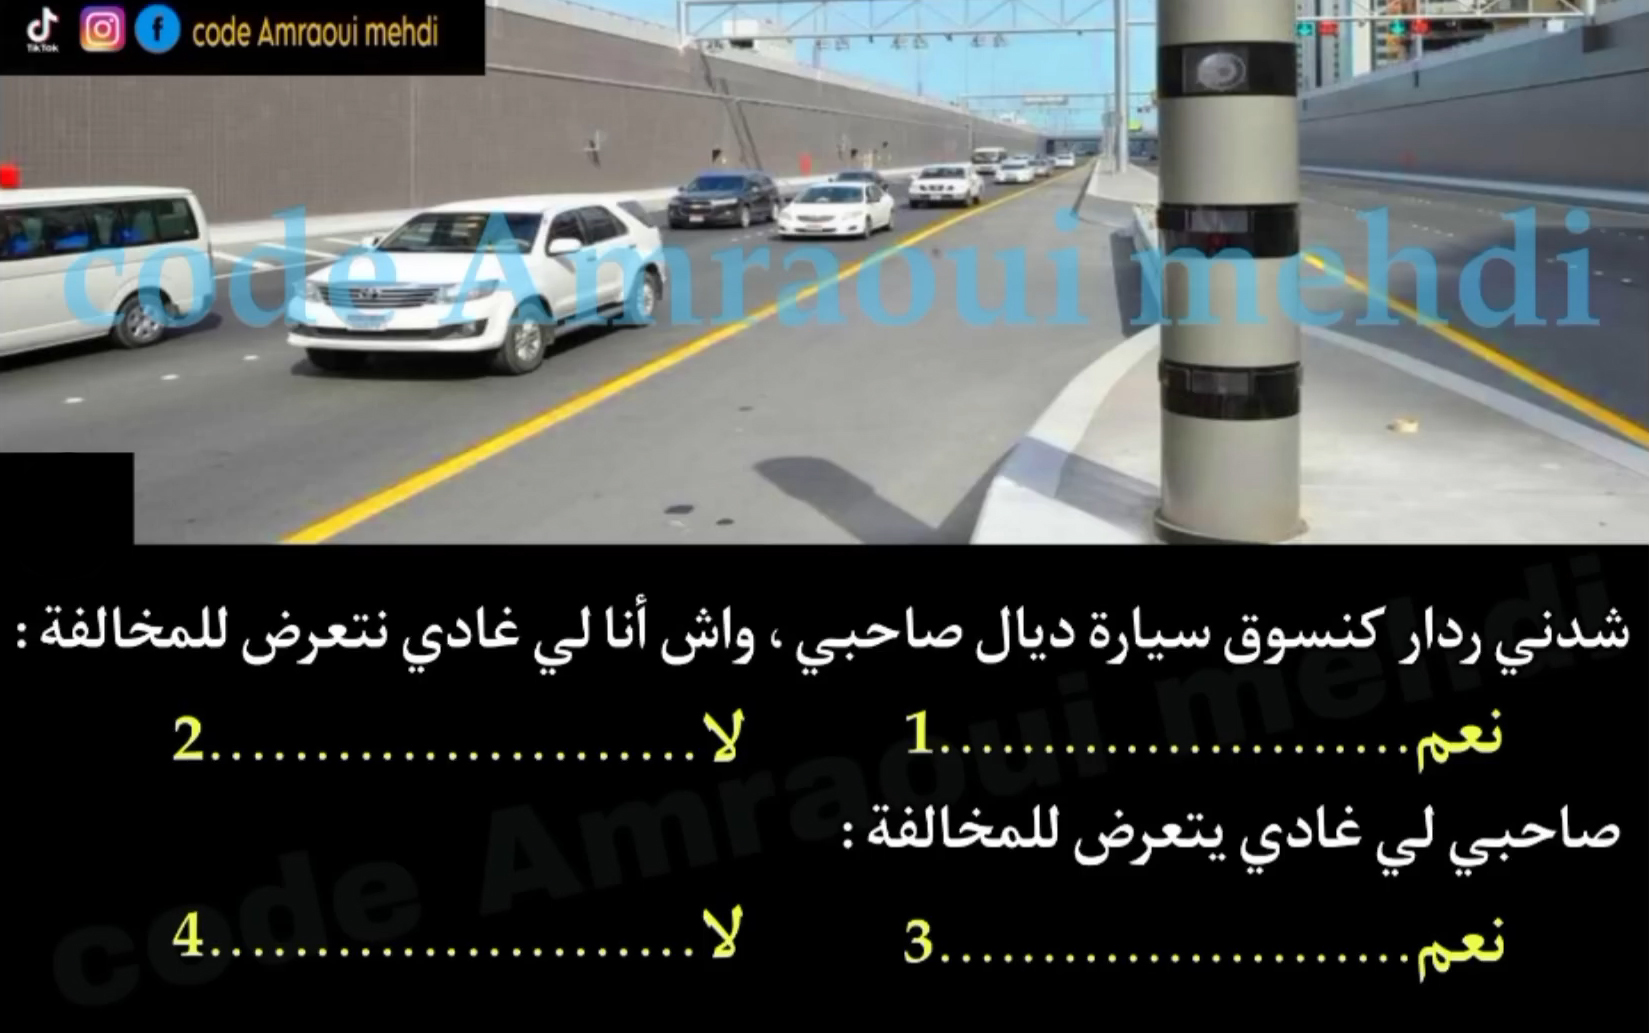 TikTok
code Amraoui mehdi
code Amraoui mehdi
شدني ردار كنسوق سيارة ديال صاحبي ، واش أنا لي غادي نتعرض للمخالفة :
نعم.......................1 لا.......................2
صاحبي لي غادي يتعرض للمخالفة :
نعم.......................3 لا.......................4
code Amraoui mehdi